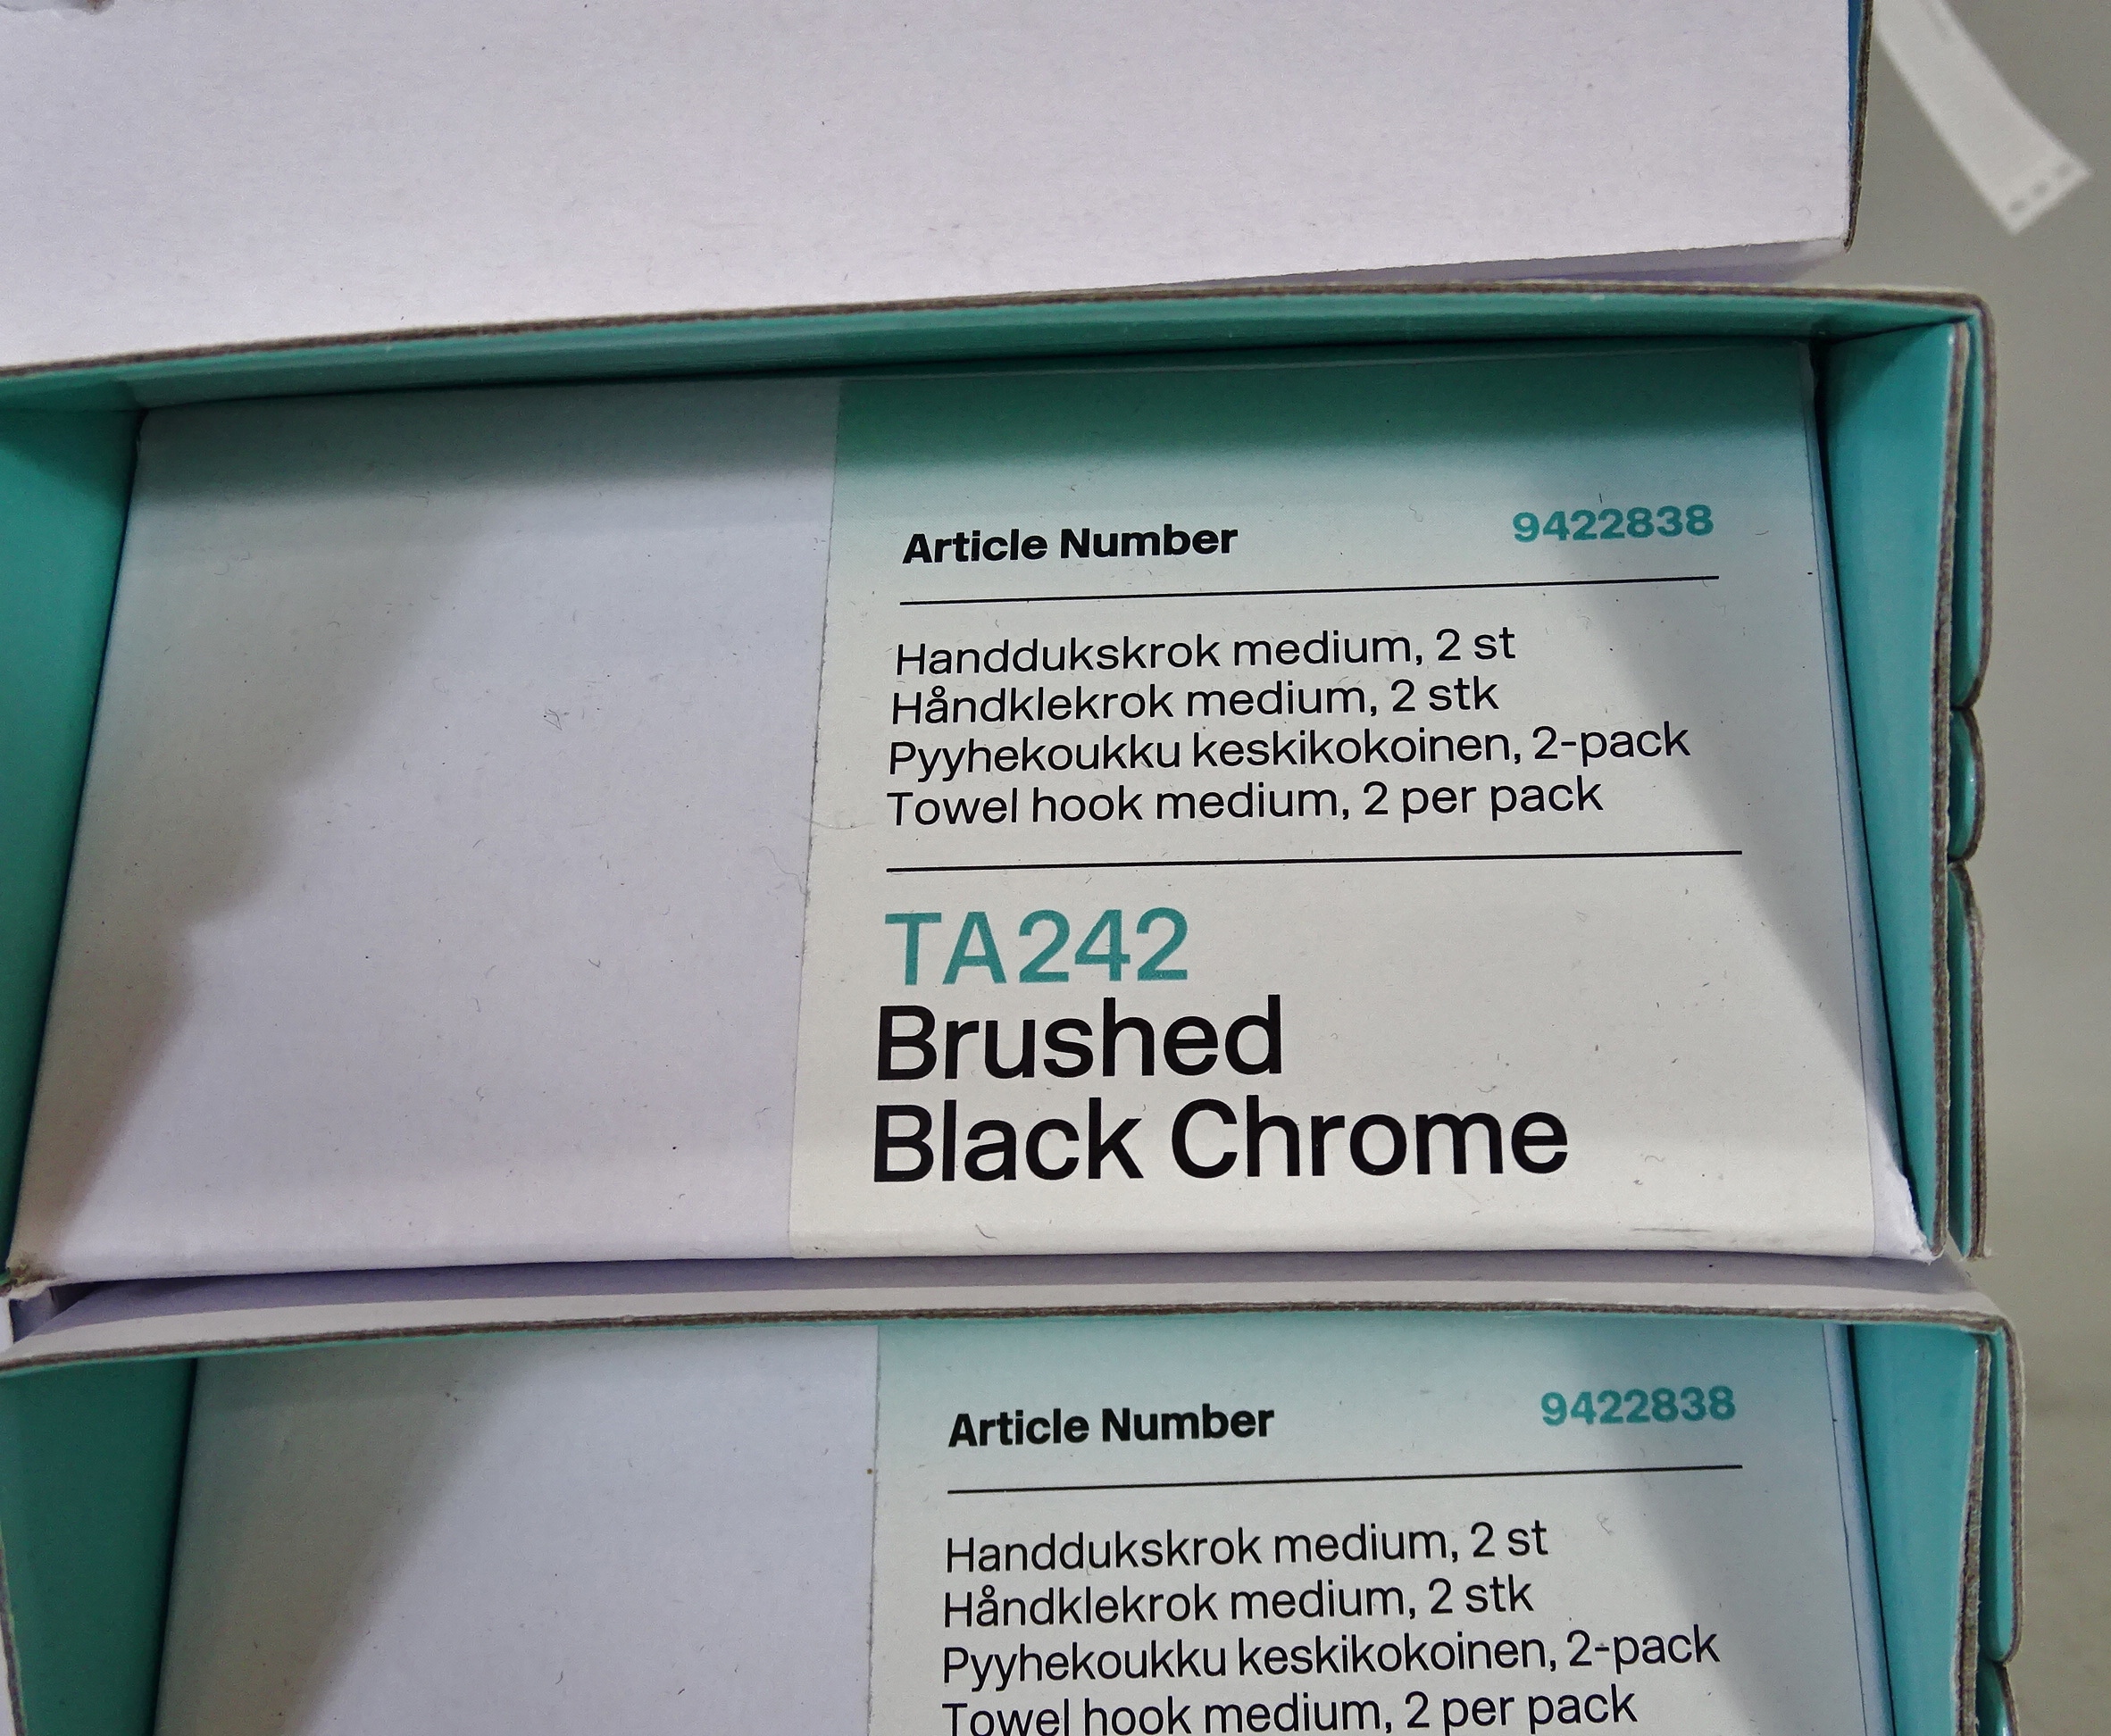 Article Number 9422838
Handdukskrok medium, 2 st
Håndklekrok medium, 2 stk
Pyyhekoukku keskikokoinen, 2-pack
Towel hook medium, 2 per pack
TA242
Brushed
Black Chrome
Article Number 9422838
Handdukskrok medium, 2 st
Håndklekrok medium, 2 stk
Pyyhekoukku keskikokoinen, 2-pack
Towel hook medium, 2 per pack